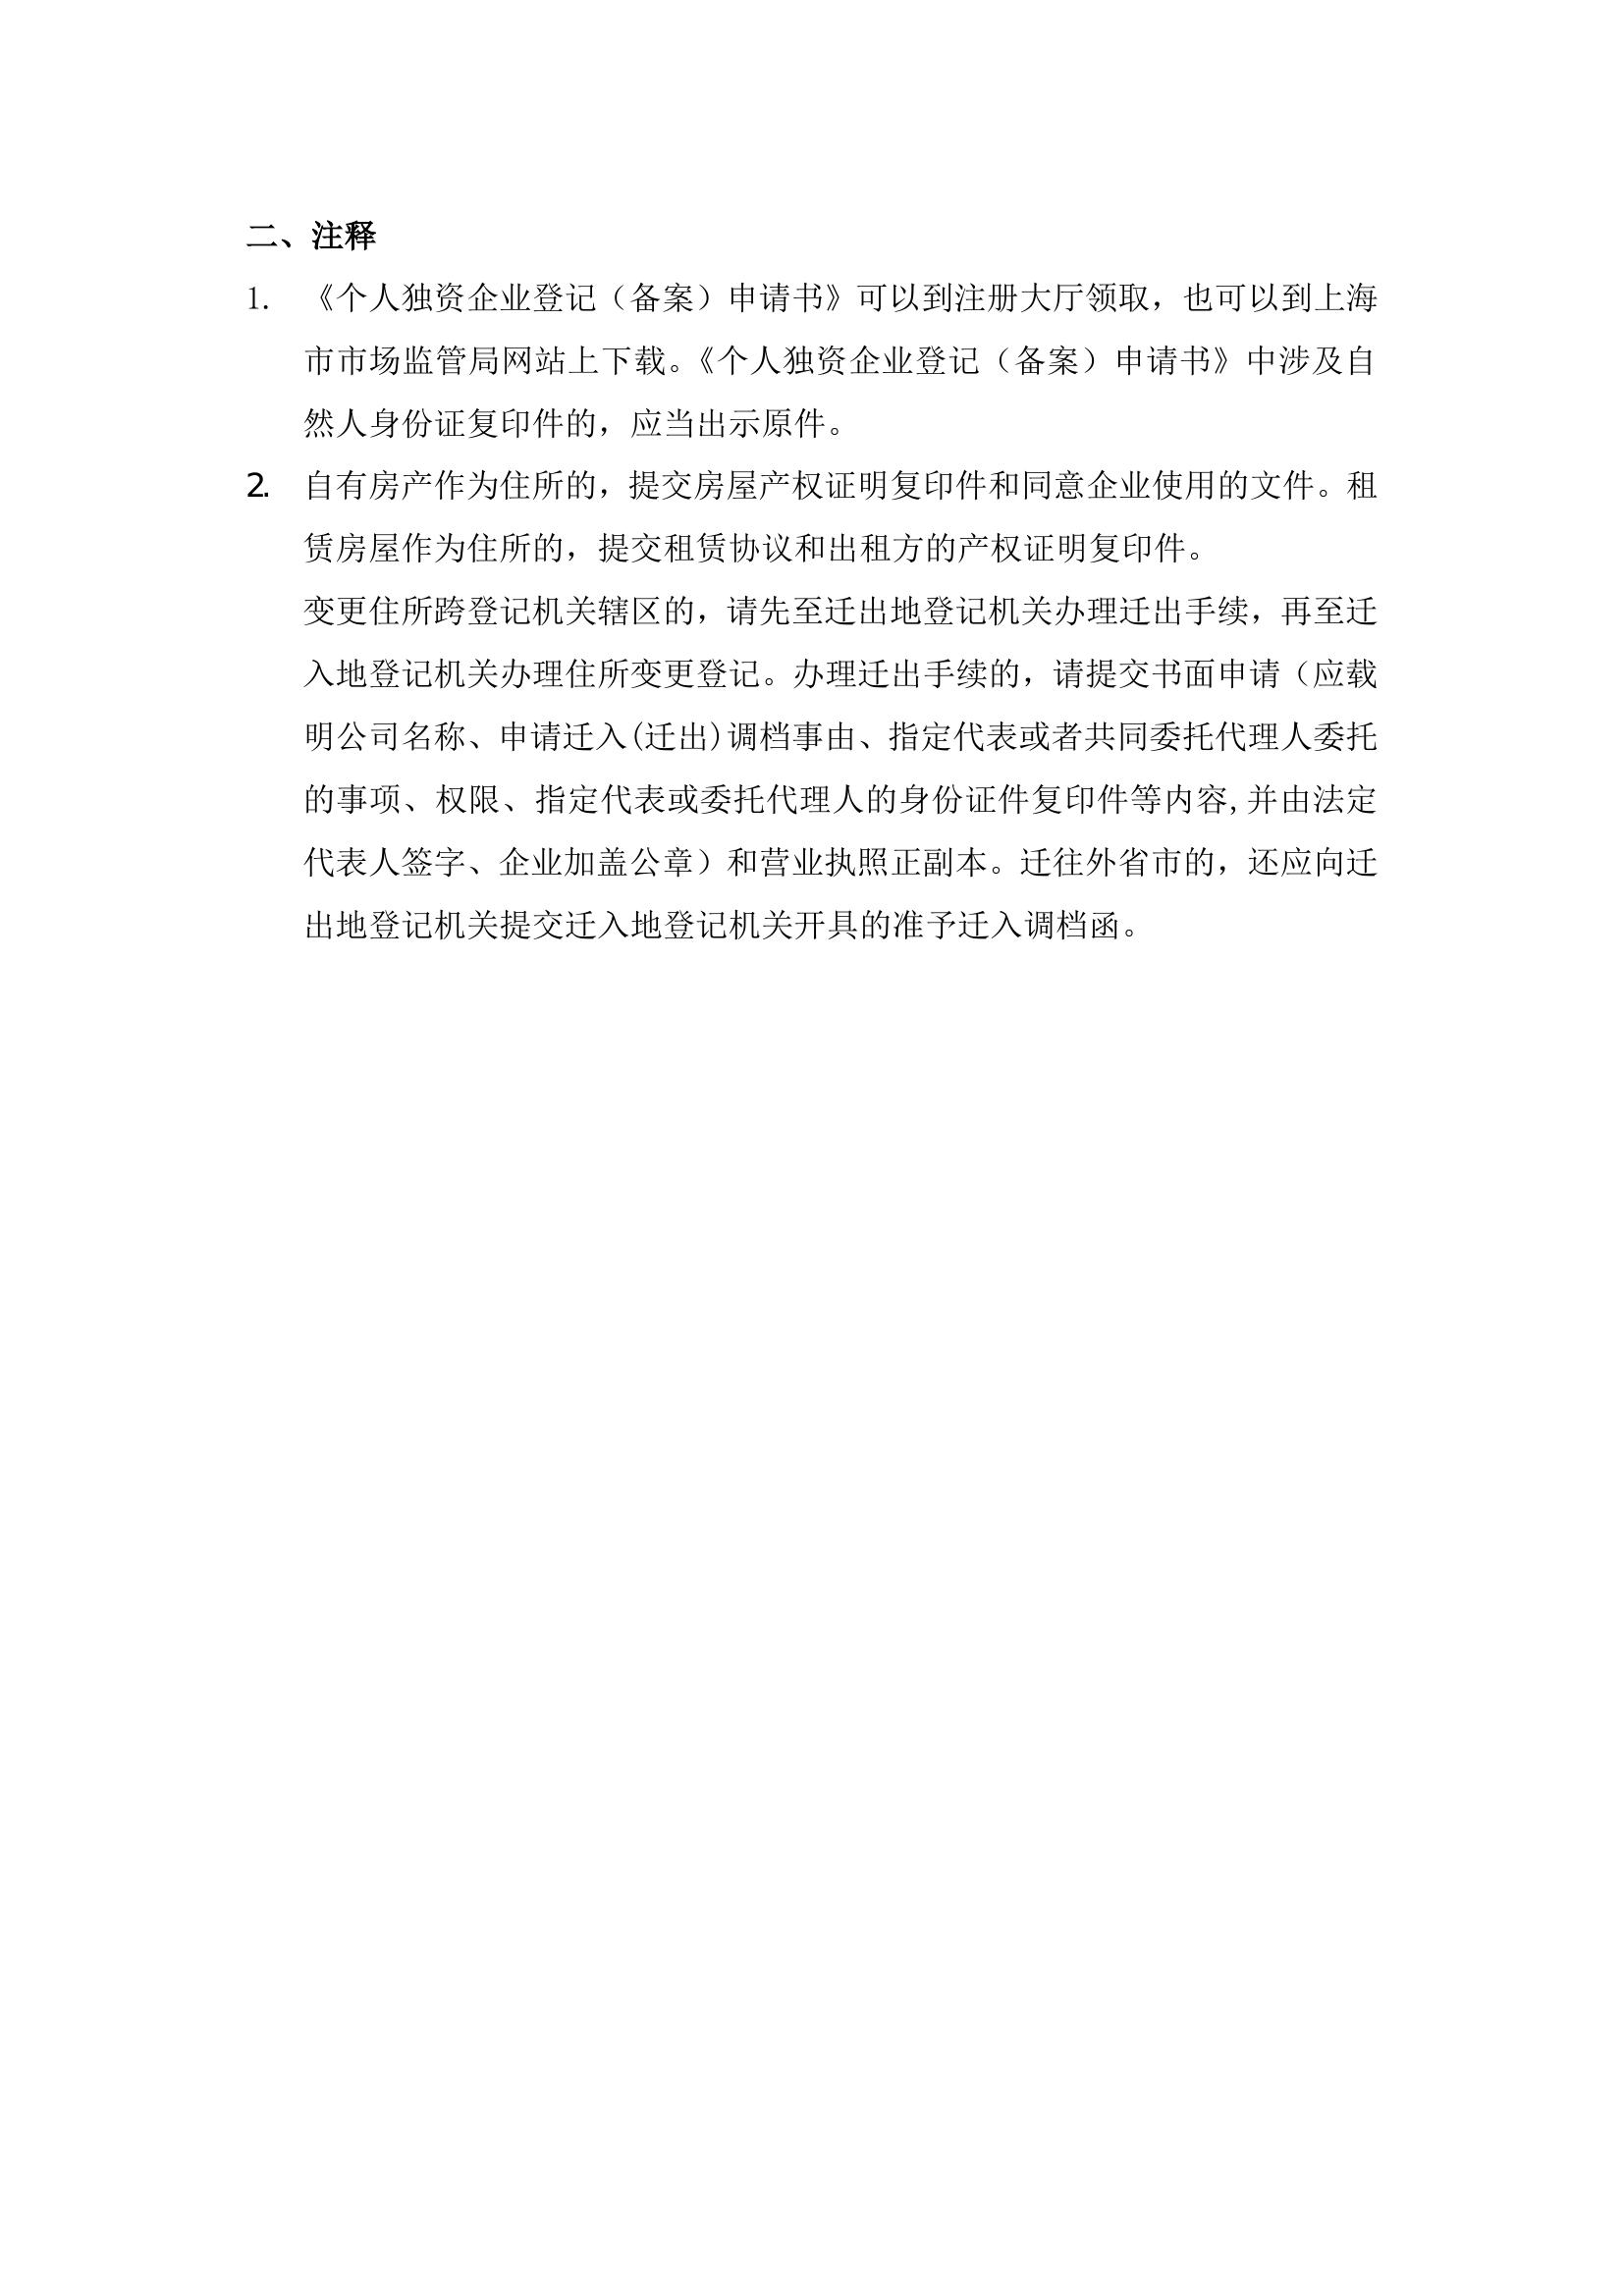 二、注释
1. 《个人独资企业登记（备案）申请书》可以到注册大厅领取，也可以到上海
市市场监管局网站上下载。《个人独资企业登记（备案）申请书》中涉及自
然人身份证复印件的，应当出示原件。
2. 自有房产作为住所的，提交房屋产权证明复印件和同意企业使用的文件。租
赁房屋作为住所的，提交租赁协议和出租方的产权证明复印件。
变更住所跨登记机关辖区的，请先至迁出地登记机关办理迁出手续，再至迁
入地登记机关办理住所变更登记。办理迁出手续的，请提交书面申请（应载
明公司名称、申请迁入(迁出)调档事由、指定代表或者共同委托代理人委托
的事项、权限、指定代表或委托代理人的身份证件复印件等内容,并由法定
代表人签字、企业加盖公章）和营业执照正副本。迁往外省市的，还应向迁
出地登记机关提交迁入地登记机关开具的准予迁入调档函。